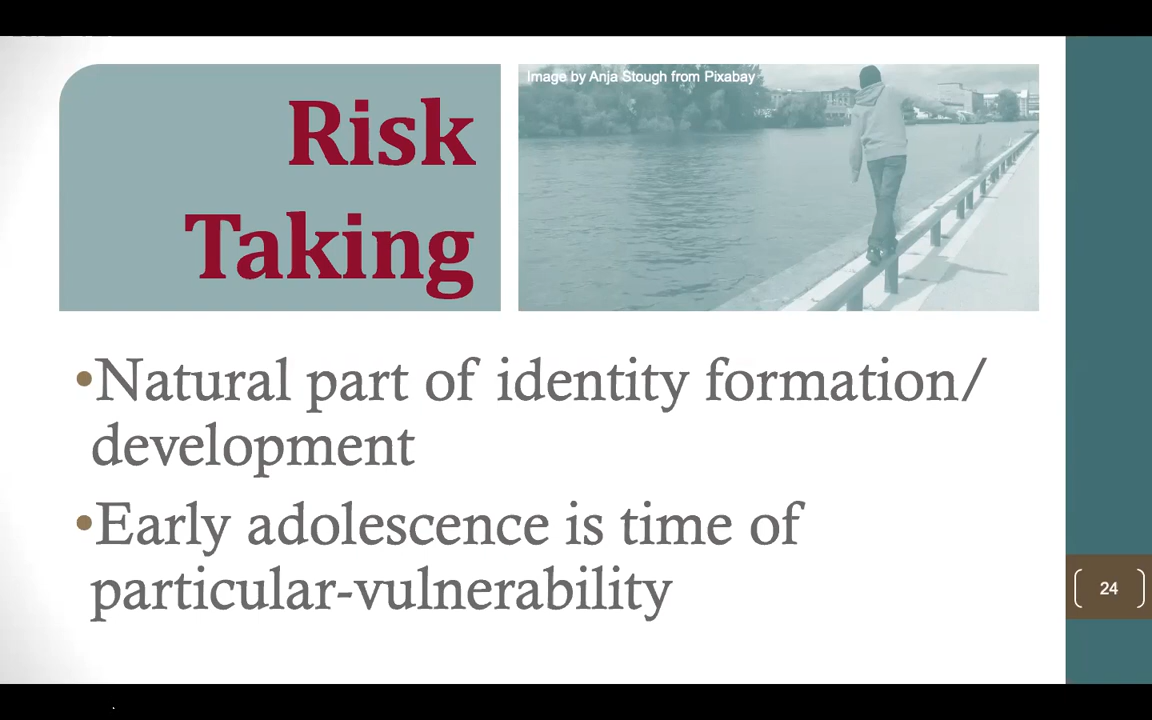 Risk
Taking
Image by Anja Stough from Pixabay
•Natural part of identity formation/
development
•Early adolescence is time of
particular-vulnerability
24